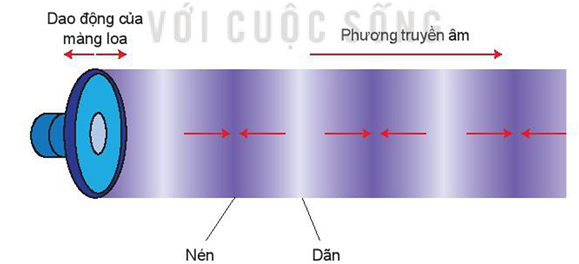 VỚI CUỘC SỐNG
Dao động của
màng loa
Phương truyền âm
Nén
Dãn